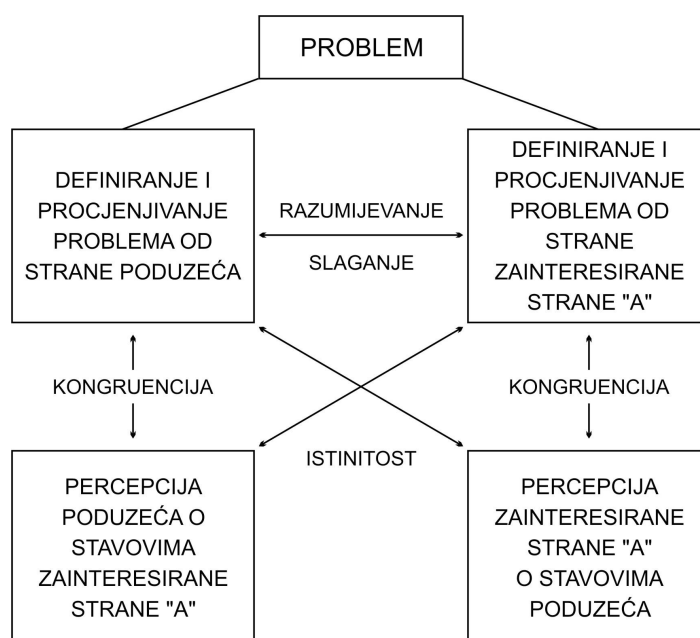 PROBLEM
DEFINIRANJE I
PROCJENJIVANJE
PROBLEMA OD
STRANE PODUZEĆA
RAZUMIJEVANJE
SLAGANJE
DEFINIRANJE I
PROCJENJIVANJE
PROBLEMA OD
STRANE
ZAINTERESIRANE
STRANE "A"
KONGRUENCIJA
KONGRUENCIJA
ISTINITOST
PERCEPCIJA
PODUZEĆA O
STAVOVIMA
ZAINTERESIRANE
STRANE "A"
PERCEPCIJA
ZAINTERESIRANE
STRANE "A"
O STAVOVIMA
PODUZEĆA